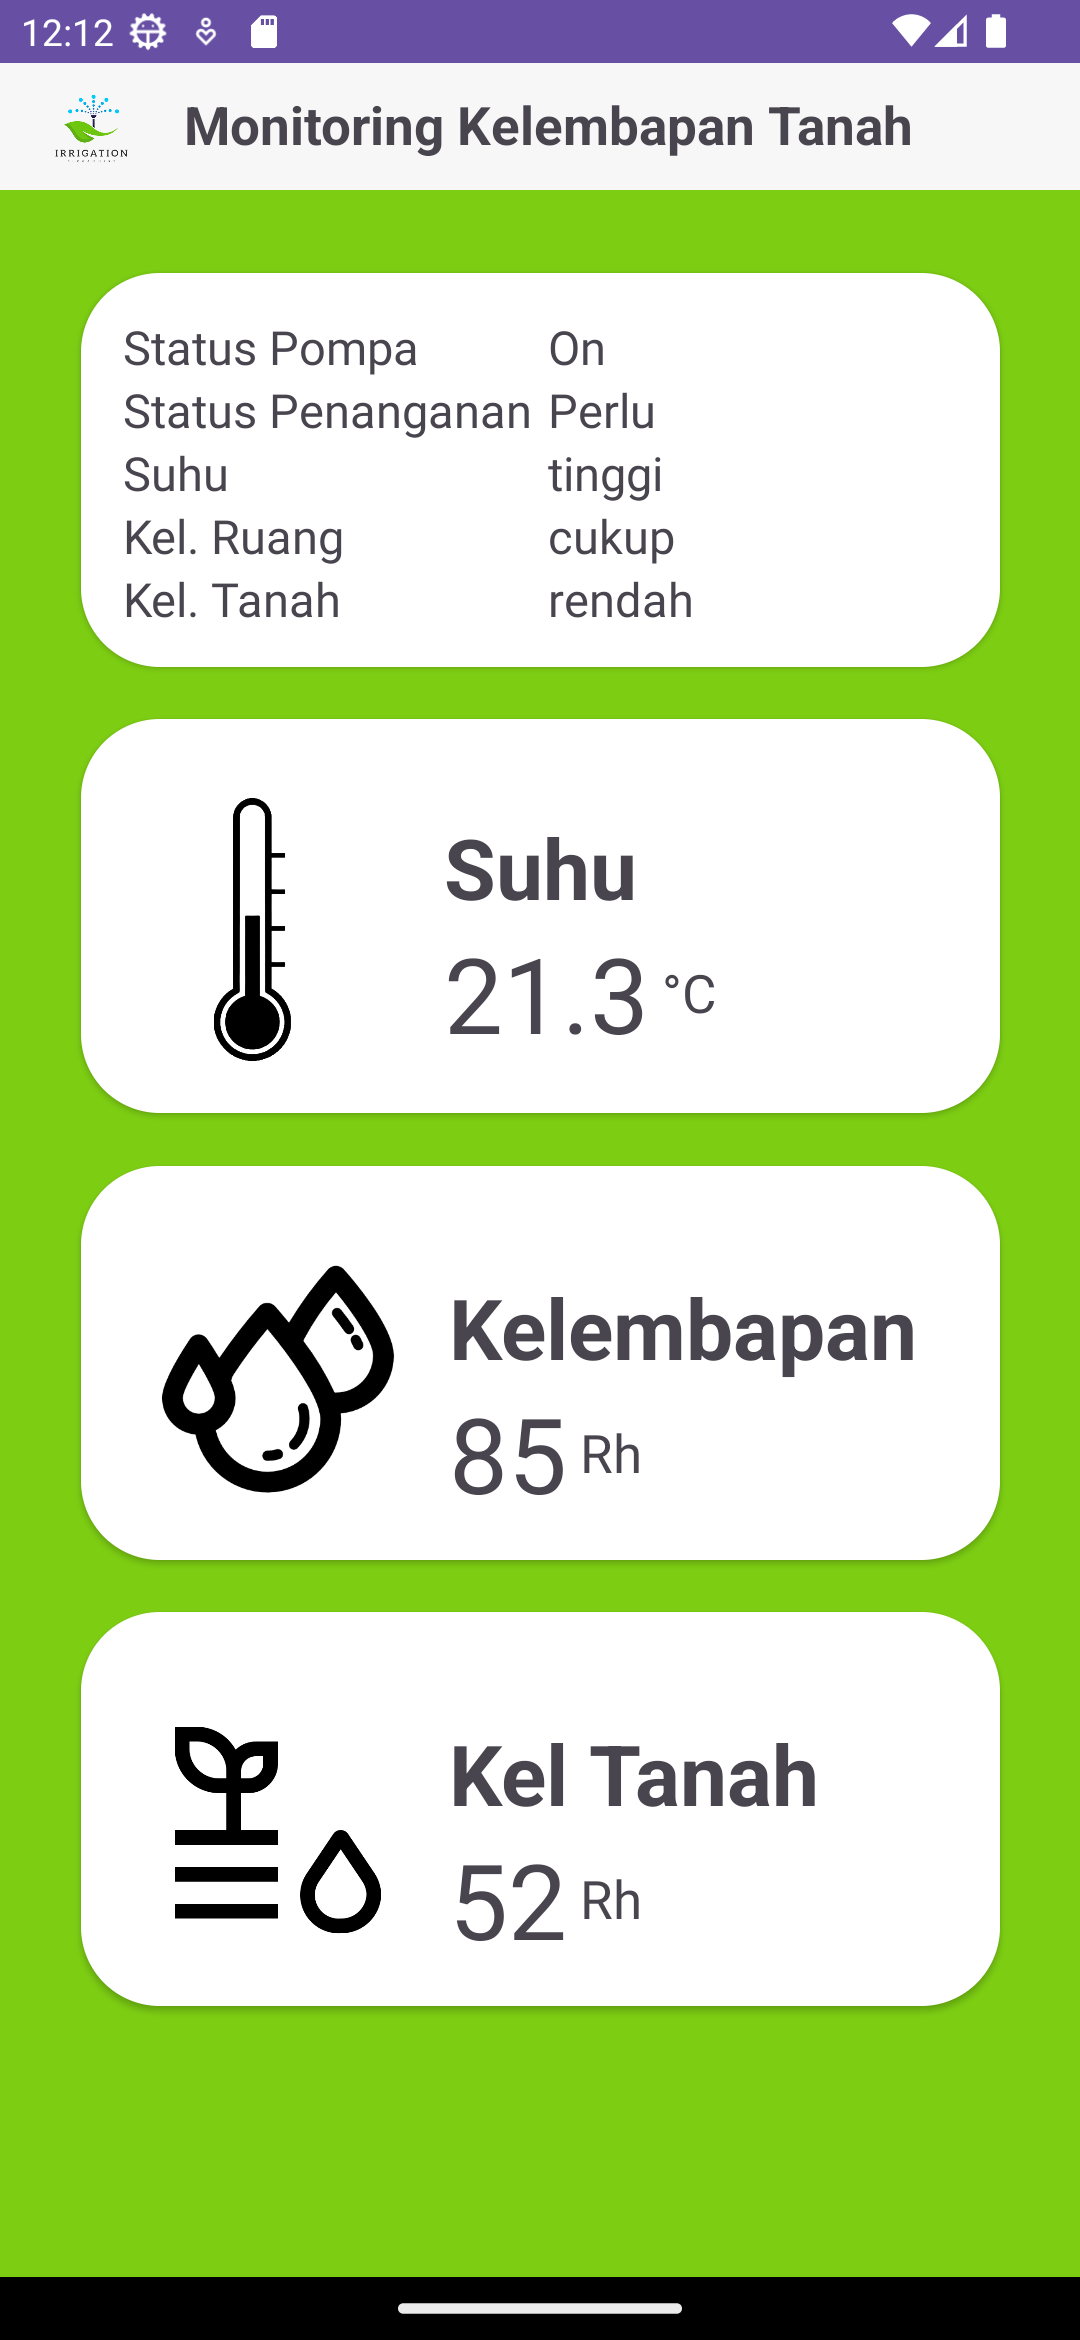 12:12
IRRIGATION
Monitoring Kelembapan Tanah
Status Pompa On
Status Penanganan Perlu
Suhu tinggi
Kel. Ruang cukup
Kel. Tanah rendah
Suhu
21.3 °C
Kelembapan
85 Rh
Kel Tanah
52 Rh